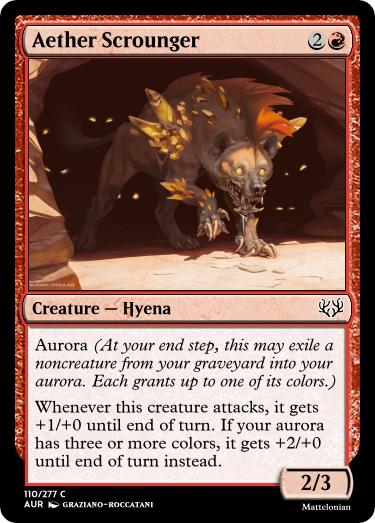 Aether Scrounger
2
Creature — Hyena
Aurora (At your end step, this may exile a
noncreature from your graveyard into your
aurora. Each grants up to one of its colors.)
Whenever this creature attacks, it gets
+1/+0 until end of turn. If your aurora
has three or more colors, it gets +2/+0
until end of turn instead.
2/3
110/277 C
AUR GRAZIANO-ROCCATANI
Mattelonian